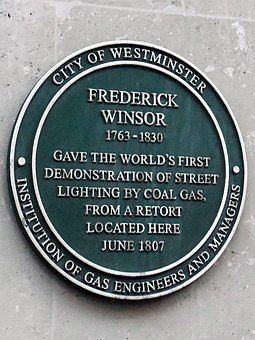 CITY OF WESTMINSTER
FREDERICK
WINSOR
1763-1830
GAVE THE WORLD'S FIRST
DEMONSTRATION OF STREET
LIGHTING BY COAL GAS,
FROM A RETORT
LOCATED HERE
JUNE 1807
INSTITUTION OF GAS ENGINEERS AND MANAGERS